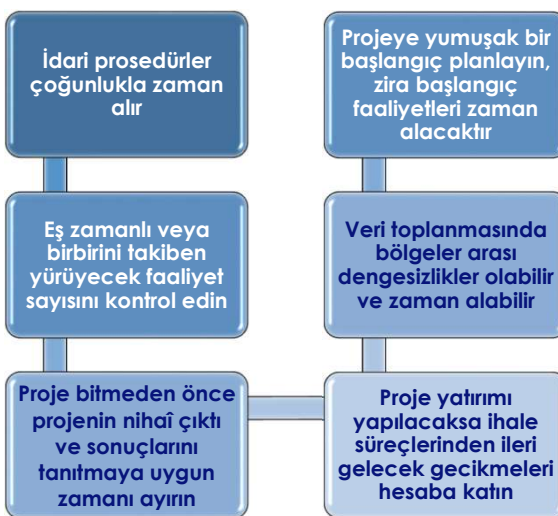 İdari prosedürler
çoğunlukla zaman
alır
Eş zamanlı veya
birbirini takiben
yürüyecek faaliyet
sayısını kontrol edin
Proje bitmeden önce
projenin nihaî çıktı
ve sonuçlarını
tanıtmaya uygun
zamanı ayırın
Proje yatırımı
yapılacaksa ihale
süreçlerinden ileri
gelecek gecikmeleri
hesaba katın
Veri toplanmasında
bölgeler arası
dengesizlikler olabilir
ve zaman alabilir
Projeye yumuşak bir
başlangıç planlayın,
zira başlangıç
faaliyetleri zaman
alacaktır